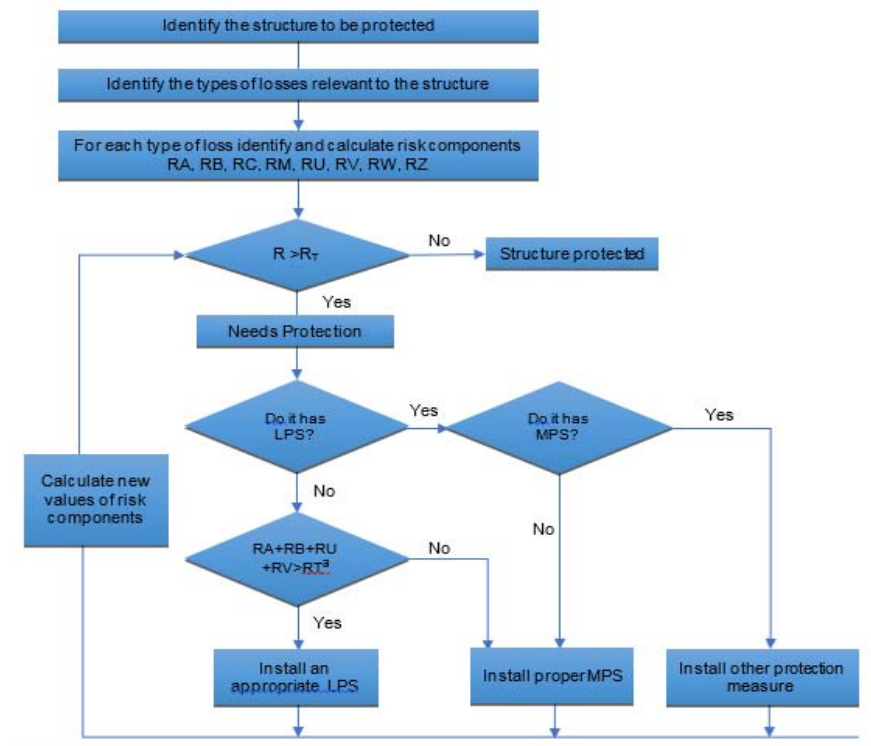 Identify the structure to be protected
Identify the types of losses relevant to the structure
For each type of loss identify and calculate risk components
RA, RB, RC, RM, RU, RV, RW, RZ
R >RT
No
Structure protected
Yes
Needs Protection
Do it has
LPS?
Yes
Do it has
MPS?
Yes
Calculate new
values of risk
components
No
No
RA+RB+RU
+RV>RTª
No
Yes
Install an
appropriate LPS
Install proper MPS
Install other protection
measure